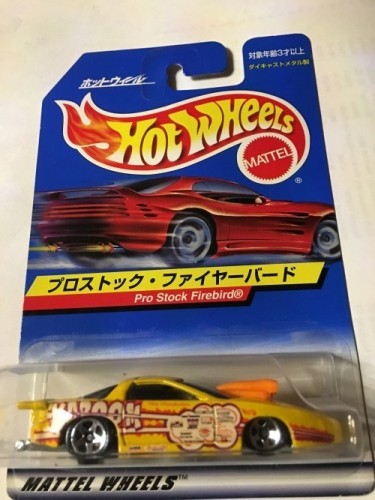 ホットウィール
対象年齢3才以上
ダイキャストメタル製
HOT WHEELS
MATTEL
®
プロストック・ファイヤーバード
Pro Stock Firebird®
MATTEL WHEELS™